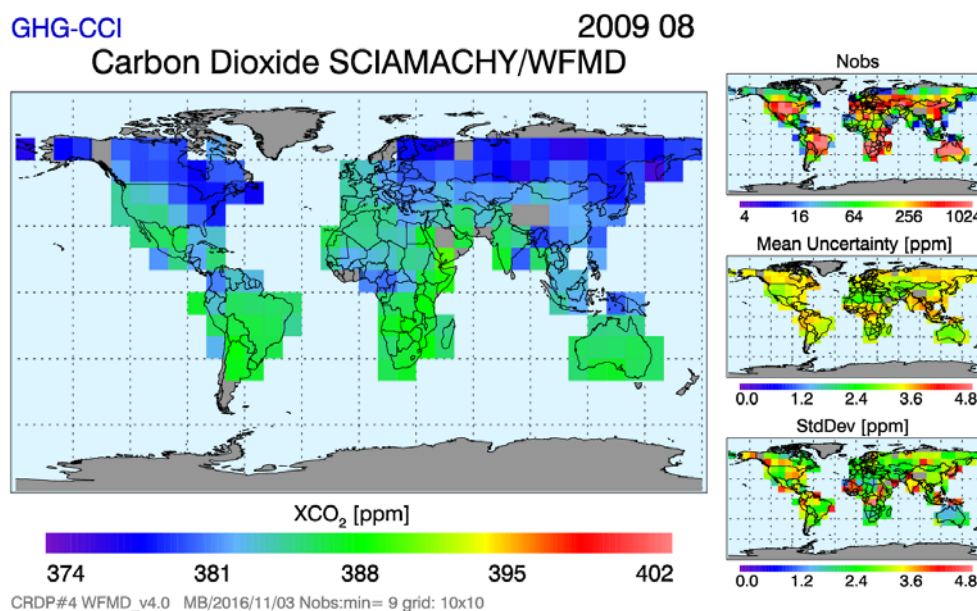 GHG-CCI
2009 08
Carbon Dioxide SCIAMACHY/WFMD
XCO₂ [ppm]
374 381 388 395 402
CRDP#4 WFMD_v4.0 MB/2016/11/03 Nobs:min= 9 grid: 10x10
Nobs
4 16 64 256 1024
Mean Uncertainty [ppm]
0.0 1.2 2.4 3.6 4.8
StdDev [ppm]
0.0 1.2 2.4 3.6 4.8